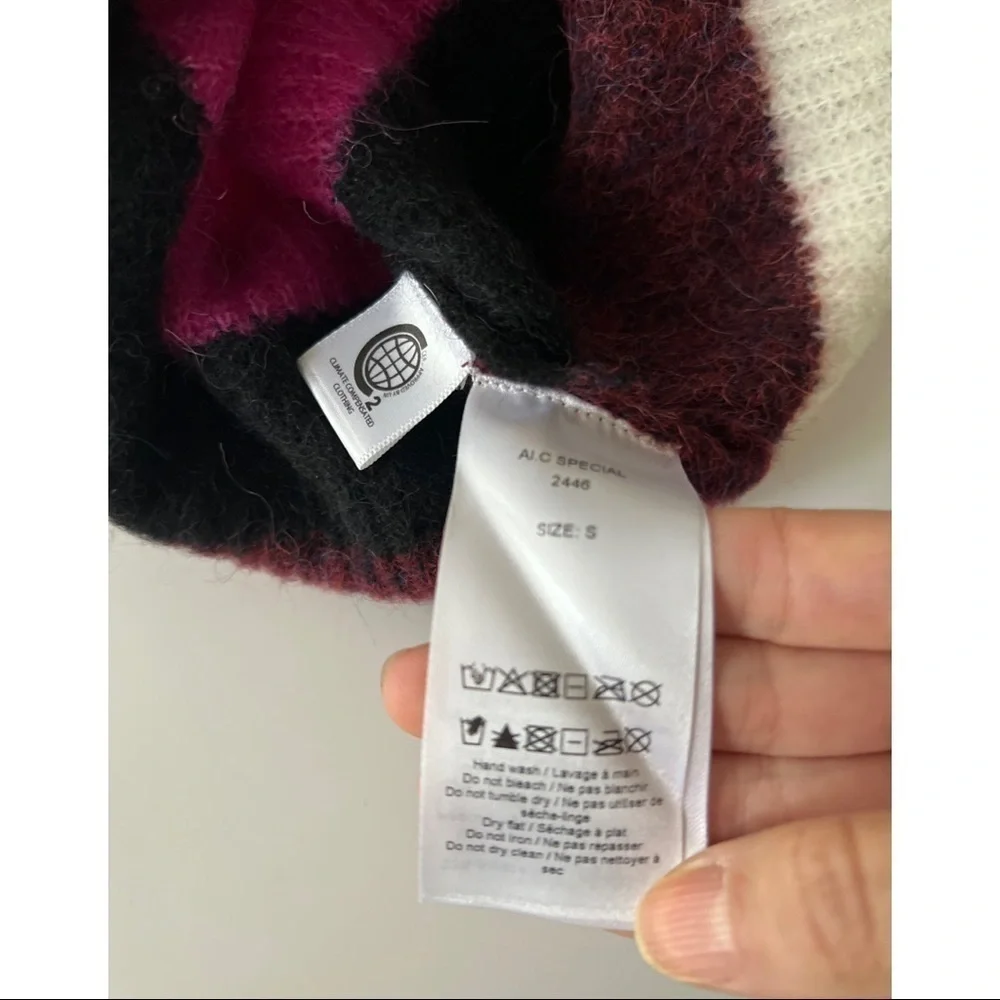 CLIMATE COMPENSATED
CLOTHING
2
AI.C SPECIAL
2446
SIZE: S
Hand wash / Lavage à main
Do not bleach / Ne pas blanchir
Do not tumble dry / Ne pas utiliser de
sèche-linge
Dry flat / Séchage à plat
Do not iron / Ne pas repasser
Do not dry clean / Ne pas nettoyer à
sec